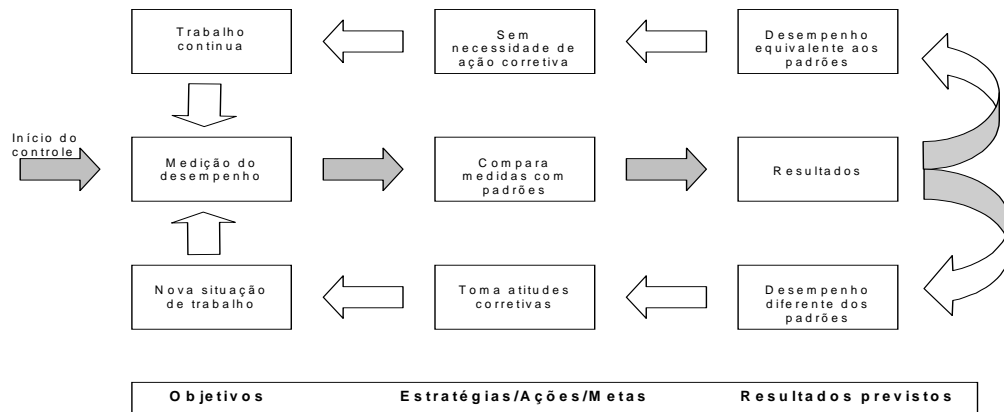 Trabalho
continua
Sem
necessidade de
ação corretiva
Desempenho
equivalente aos
padrões
Início do
controle
Medição do
desempenho
Compara
medidas com
padrões
Resultados
Nova situação
de trabalho
Toma atitudes
corretivas
Desempenho
diferente dos
padrões
Objetivos Estratégias/Ações/Metas Resultados previstos